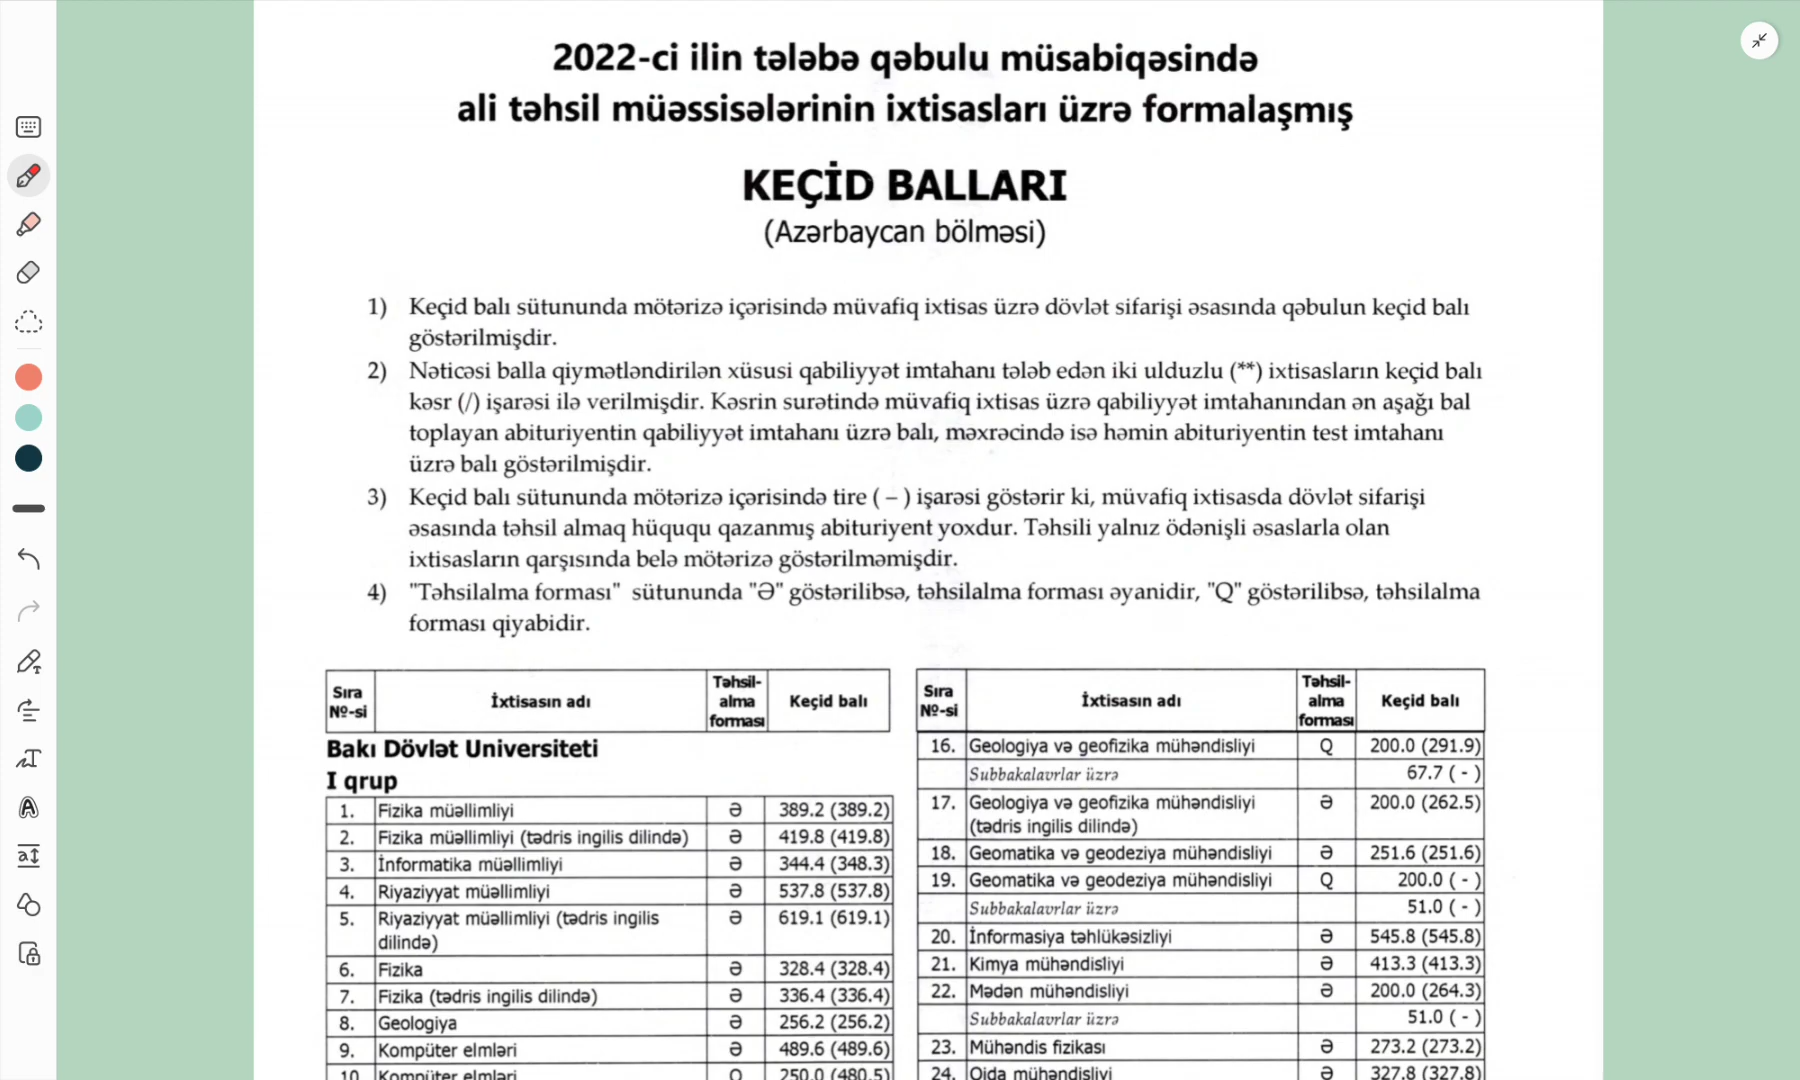 2022-ci ilin tələbə qəbulu müsabiqəsində
ali təhsil müəssisələrinin ixtisasları üzrə formalaşmış
KEÇİD BALLARI
(Azərbaycan bölməsi)
1) Keçid balı sütununda mötərizə içərisində müvafiq ixtisas üzrə dövlət sifarişi əsasında qəbulun keçid balı
göstərilmişdir.
2) Nəticəsi balla qiymətləndirilən xüsusi qabiliyyət imtahanı tələb edən iki ulduzlu (**) ixtisasların keçid balı
kəsr (/) işarəsi ilə verilmişdir. Kəsrin surətində müvafiq ixtisas üzrə qabiliyyət imtahanından ən aşağı bal
toplayan abituriyentin qabiliyyət imtahanı üzrə balı, məxrəcində isə həmin abituriyentin test imtahanı
üzrə balı göstərilmişdir.
3) Keçid balı sütununda mötərizə içərisində tire ( – ) işarəsi göstərir ki, müvafiq ixtisasda dövlət sifarişi
əsasında təhsil almaq hüququ qazanmış abituriyent yoxdur. Təhsili yalnız ödənişli əsaslarla olan
ixtisasların qarşısında belə mötərizə göstərilməmişdir.
4) "Təhsilalma forması" sütununda "Ə" göstərilibsə, təhsilalma forması əyanidir, "Q" göstərilibsə, təhsilalma
forması qiyabidir.
Sıra №-si İxtisasın adı Təhsil-alma forması Keçid balı
Bakı Dövlət Universiteti
I qrup
1. Fizika müəllimliyi Ə 389.2 (389.2)
2. Fizika müəllimliyi (tədris ingilis dilində) Ə 419.8 (419.8)
3. İnformatika müəllimliyi Ə 344.4 (348.3)
4. Riyaziyyat müəllimliyi Ə 537.8 (537.8)
5. Riyaziyyat müəllimliyi (tədris ingilis Ə 619.1 (619.1)
dilində)
6. Fizika Ə 328.4 (328.4)
7. Fizika (tədris ingilis dilində) Ə 336.4 (336.4)
8. Geologiya Ə 256.2 (256.2)
9. Kompüter elmləri Ə 489.6 (489.6)
10. Kompüter elmləri Q 250.0 (480.5)
Sıra №-si İxtisasın adı Təhsil-alma forması Keçid balı
16. Geologiya və geofizika mühəndisliyi Q 200.0 (291.9)
Subbakalavrlar üzrə 67.7 ( - )
17. Geologiya və geofizika mühəndisliyi Ə 200.0 (262.5)
(tədris ingilis dilində)
18. Geomatika və geodeziya mühəndisliyi Ə 251.6 (251.6)
19. Geomatika və geodeziya mühəndisliyi Q 200.0 ( - )
Subbakalavrlar üzrə 51.0 ( - )
20. İnformasiya təhlükəsizliyi Ə 545.8 (545.8)
21. Kimya mühəndisliyi Ə 413.3 (413.3)
22. Mədən mühəndisliyi Ə 200.0 (264.3)
Subbakalavrlar üzrə 51.0 ( - )
23. Mühəndis fizikası Ə 273.2 (273.2)
24. Qida mühəndisliyi Ə 327.8 (327.8)